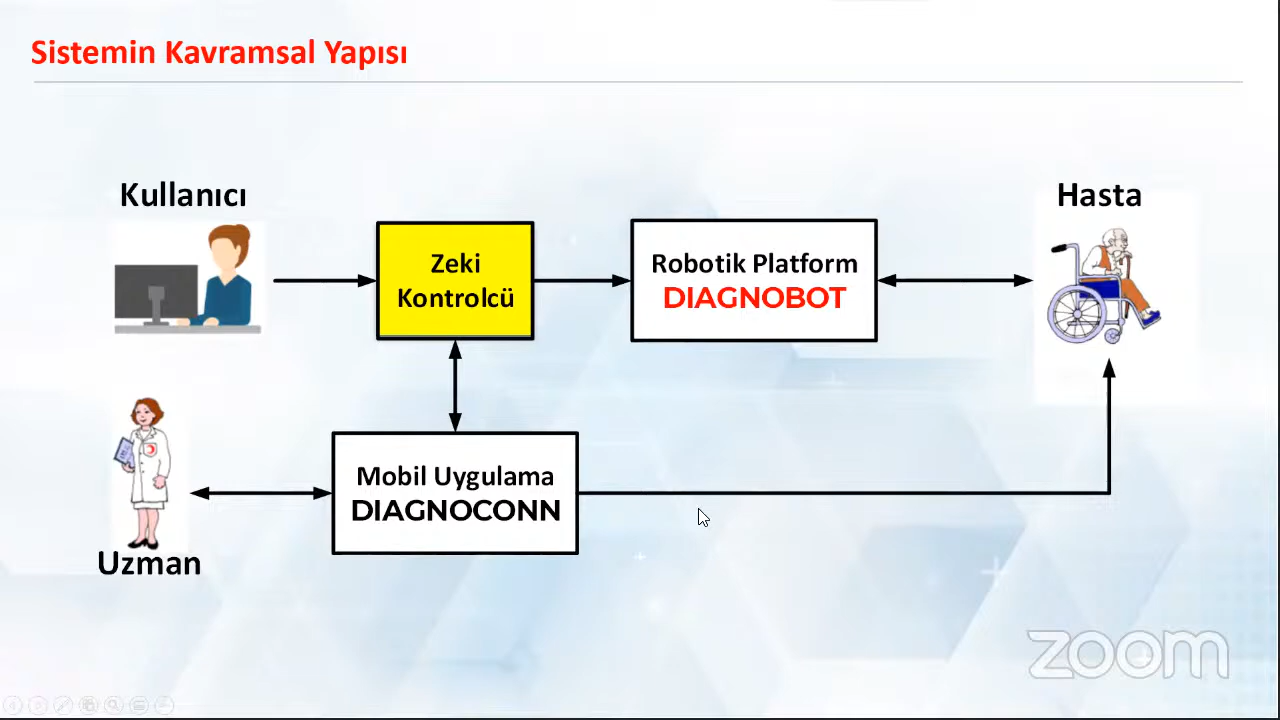 Sistemin Kavramsal Yapısı
Kullanıcı
Hasta
Zeki
Kontrolcü
Robotik Platform
DIAGNOBOT
Mobil Uygulama
DIAGNOCONN
Uzman
zoom